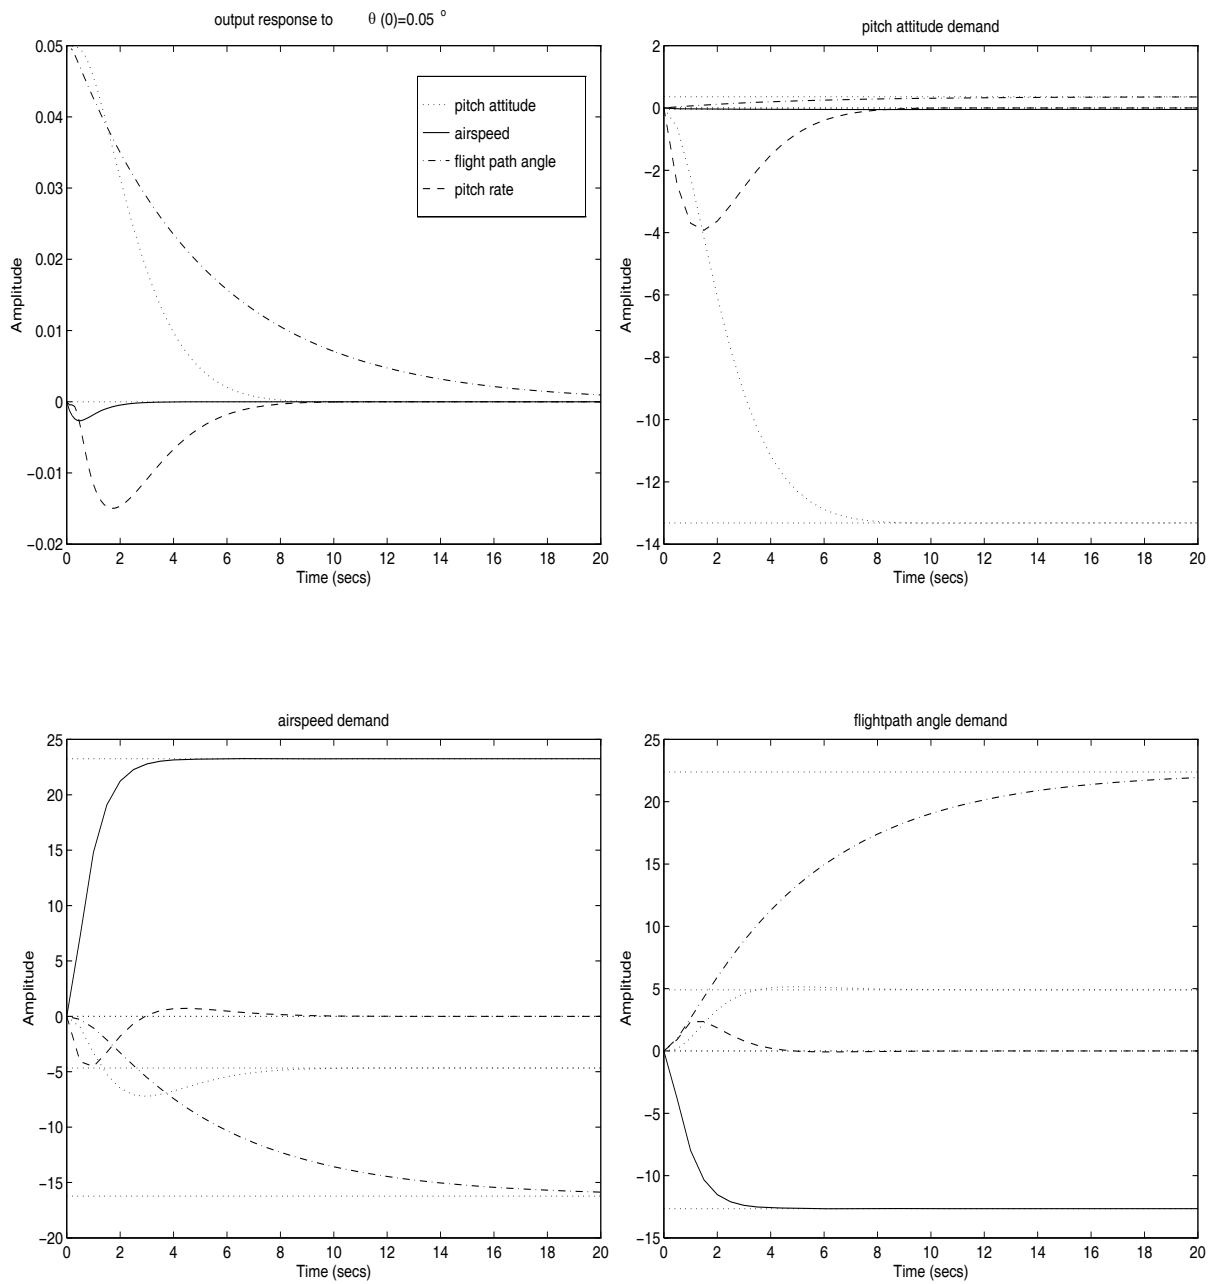 output response to θ (0)=0.05 °
0.05
0.04
0.03
0.02
0.01
0
−0.01
−0.02
Amplitude
pitch attitude
airspeed
flight path angle
pitch rate
0 2 4 6 8 10 12 14 16 18 20
Time (secs)
pitch attitude demand
2
0
−2
−4
−6
−8
−10
−12
−14
Amplitude
0 2 4 6 8 10 12 14 16 18 20
Time (secs)
airspeed demand
25
20
15
10
5
0
−5
−10
−15
−20
Amplitude
0 2 4 6 8 10 12 14 16 18 20
Time (secs)
flightpath angle demand
25
20
15
10
5
0
−5
−10
−15
Amplitude
0 2 4 6 8 10 12 14 16 18 20
Time (secs)